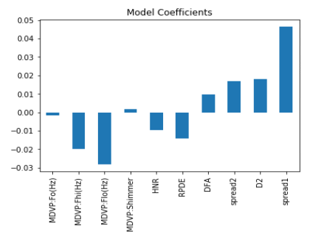 Model Coefficients
0.05
0.04
0.03
0.02
0.01
0.00
−0.01
−0.02
−0.03
MDVP:Fo(Hz)
MDVP:Fhi(Hz)
MDVP:Flo(Hz)
MDVP:Shimmer
HNR
RPDE
DFA
spread2
D2
spread1